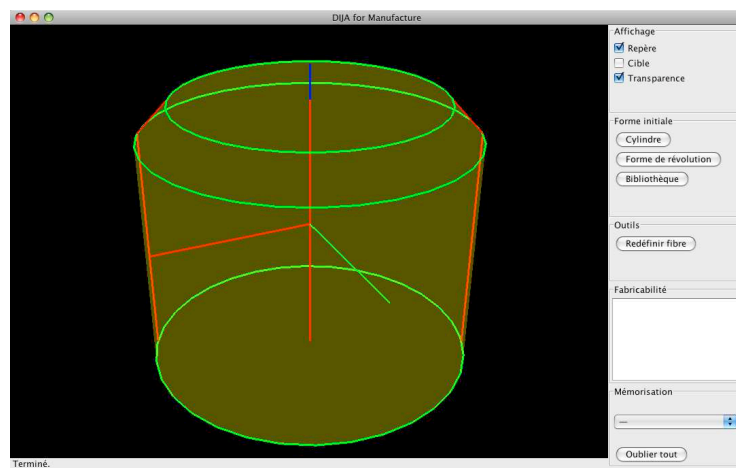 DIJA for Manufacture
Affichage
Repère
Cible
Transparence
Forme initiale
Cylindre
Forme de révolution
Bibliothèque
Outils
Redéfinir fibre
Fabricabilité
Mémorisation
—
Oublier tout
Terminé.